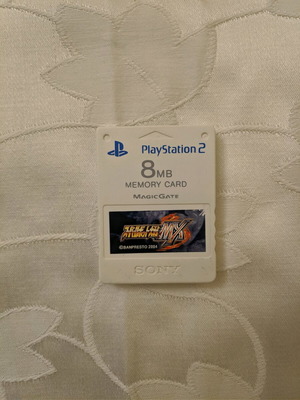 PlayStation 2
8MB
MEMORY CARD
MAGICGATE
MX
©BANPRESTO 2004
SONY